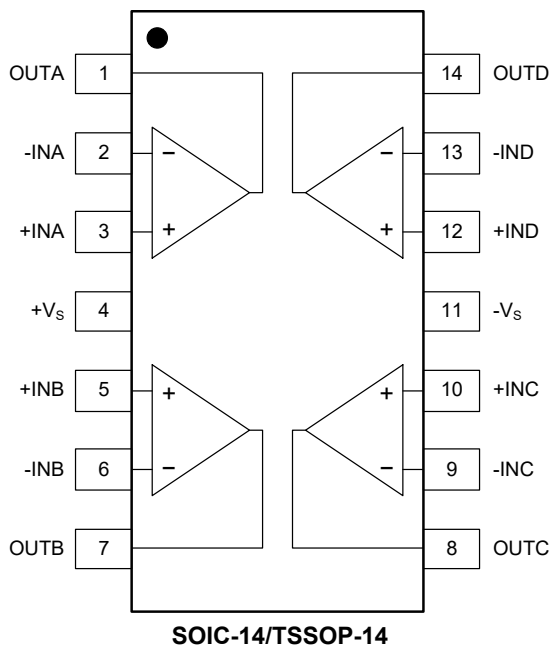 OUTA 1 14 OUTD
-INA 2 − − 13 -IND
+INA 3 + + 12 +IND
+VS 4 11 -VS
+INB 5 + + 10 +INC
-INB 6 − − 9 -INC
OUTB 7 8 OUTC
SOIC-14/TSSOP-14